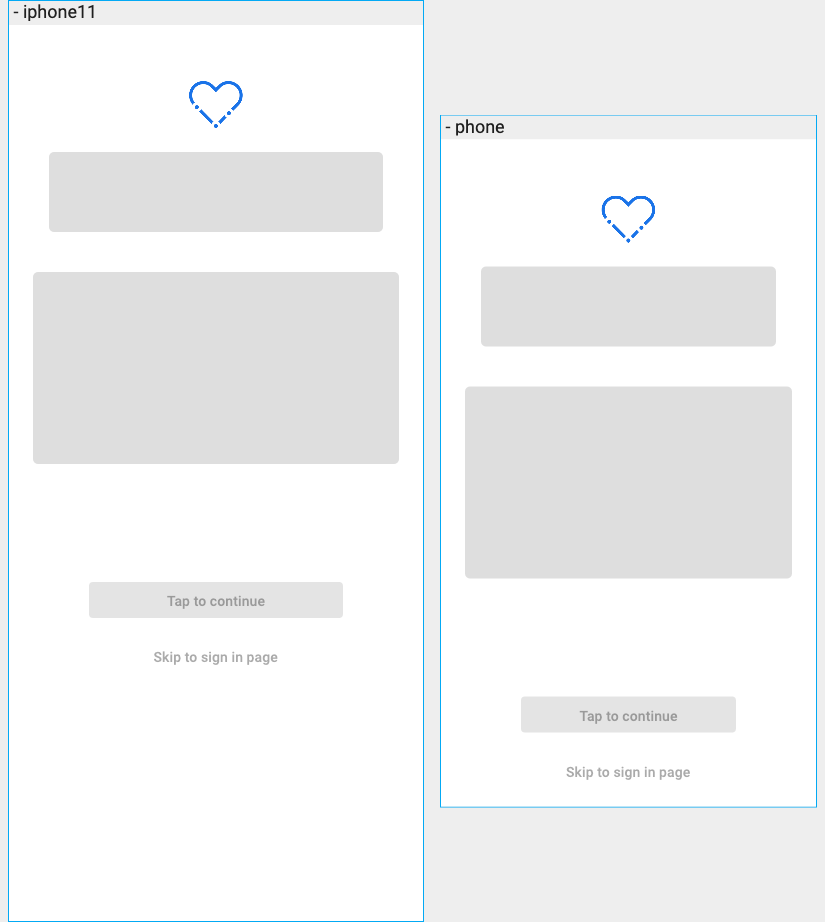 - iphone11
Tap to continue
Skip to sign in page
- phone
Tap to continue
Skip to sign in page